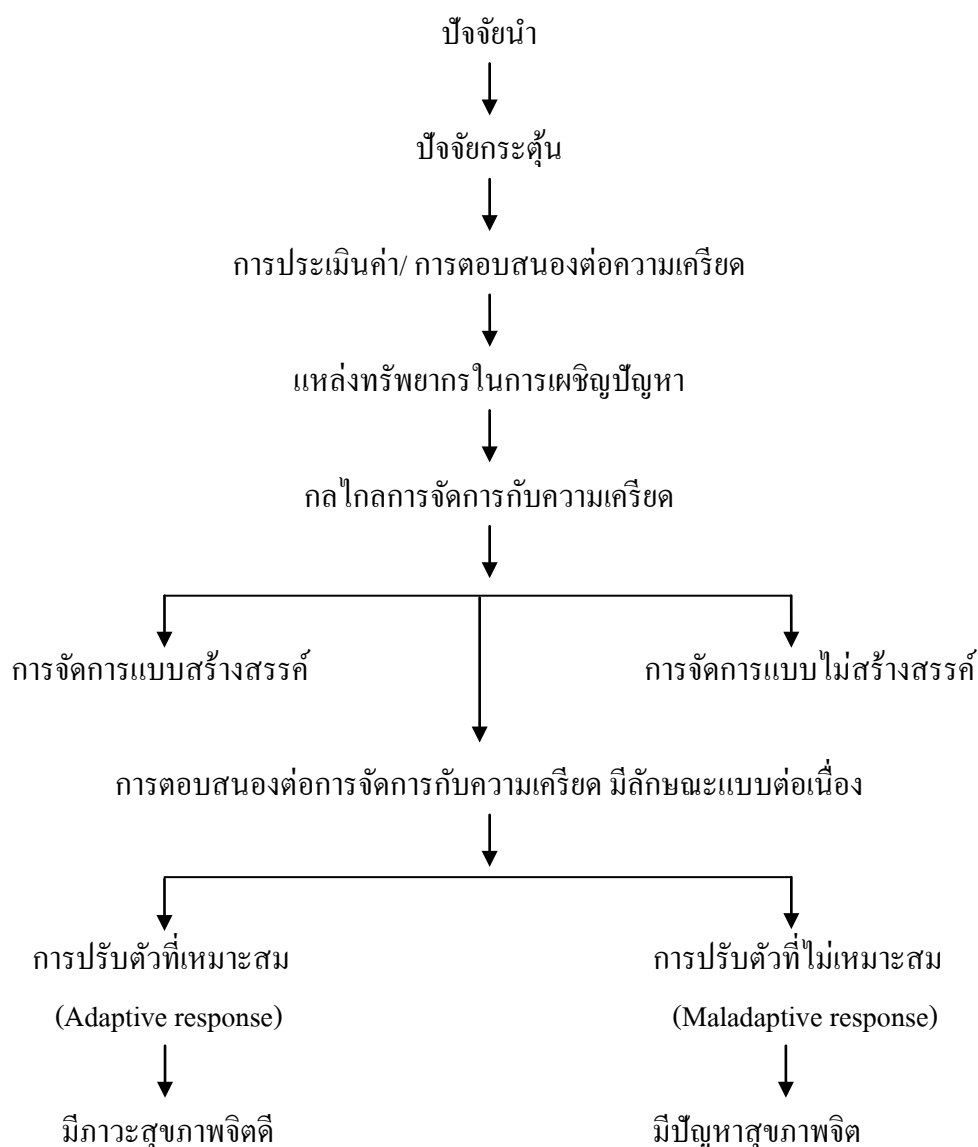 ปัจจัยนำ
ปัจจัยกระตุ้น
การประเมินค่า/ การตอบสนองต่อความเครียด
แหล่งทรัพยากรในการเผชิญปัญหา
กลไกลการจัดการกับความเครียด
การจัดการแบบสร้างสรรค์ การจัดการแบบไม่สร้างสรรค์
การตอบสนองต่อการจัดการกับความเครียด มีลักษณะแบบต่อเนื่อง
การปรับตัวที่เหมาะสม การปรับตัวที่ไม่เหมาะสม
(Adaptive response) (Maladaptive response)
มีภาวะสุขภาพจิตดี มีปัญหาสุขภาพจิต